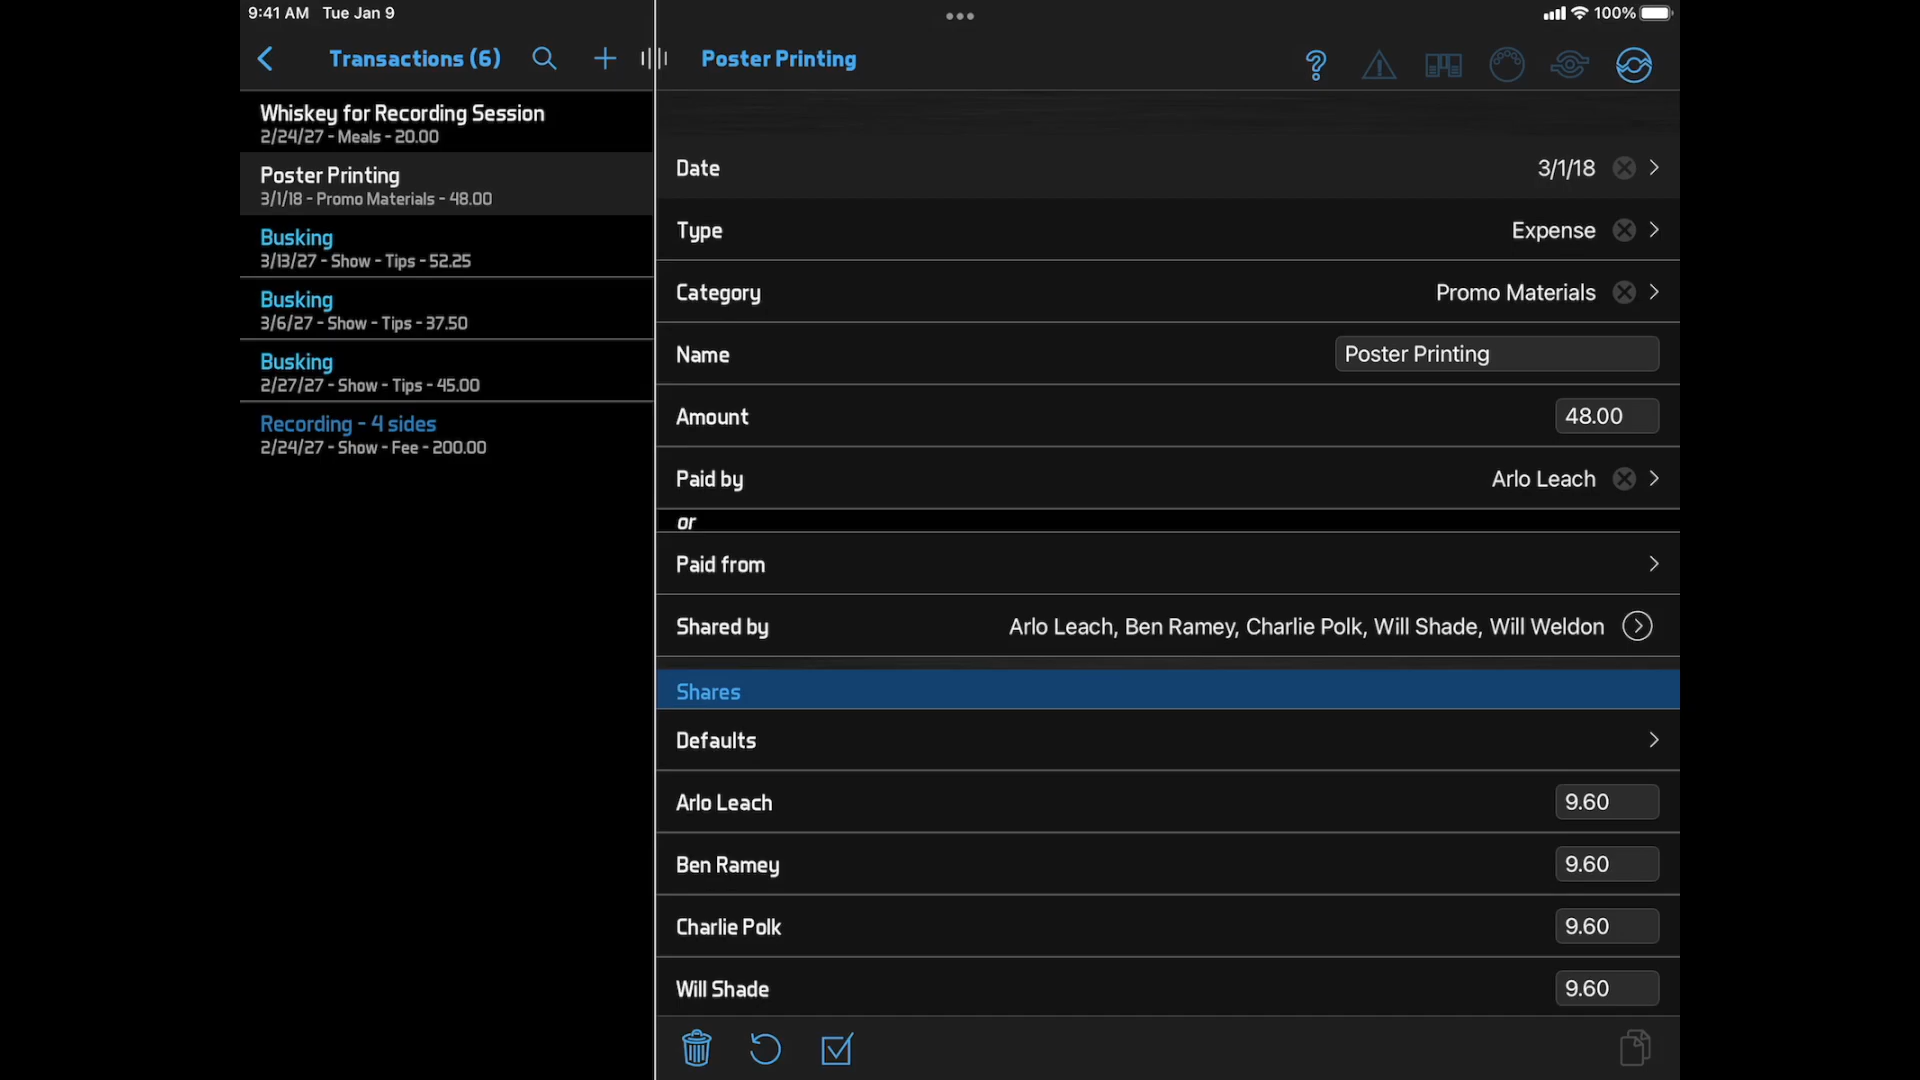 9:41 AM Tue Jan 9
100%
Transactions (6)
Poster Printing
Whiskey for Recording Session
2/24/27 - Meals - 20.00
Poster Printing
3/1/18 - Promo Materials - 48.00
Busking
3/13/27 - Show - Tips - 52.25
Busking
3/6/27 - Show - Tips - 37.50
Busking
2/27/27 - Show - Tips - 45.00
Recording - 4 sides
2/24/27 - Show - Fee - 200.00
Date 3/1/18
Type Expense
Category Promo Materials
Name Poster Printing
Amount 48.00
Paid by Arlo Leach
or
Paid from
Shared by Arlo Leach, Ben Ramey, Charlie Polk, Will Shade, Will Weldon
Shares
Defaults
Arlo Leach 9.60
Ben Ramey 9.60
Charlie Polk 9.60
Will Shade 9.60